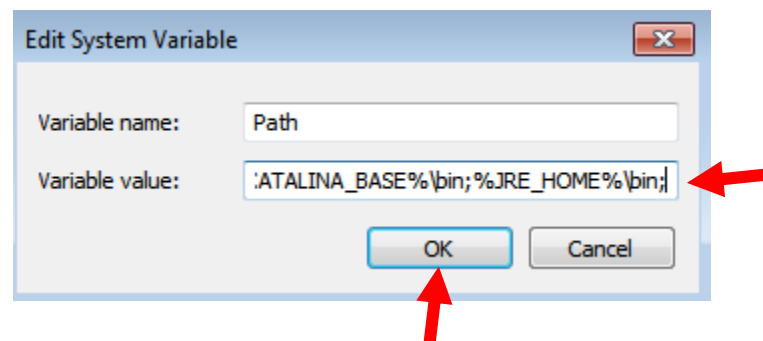 Edit System Variable
Variable name: Path
Variable value: :ATALINA_BASE%\bin;%JRE_HOME%\bin;
OK Cancel